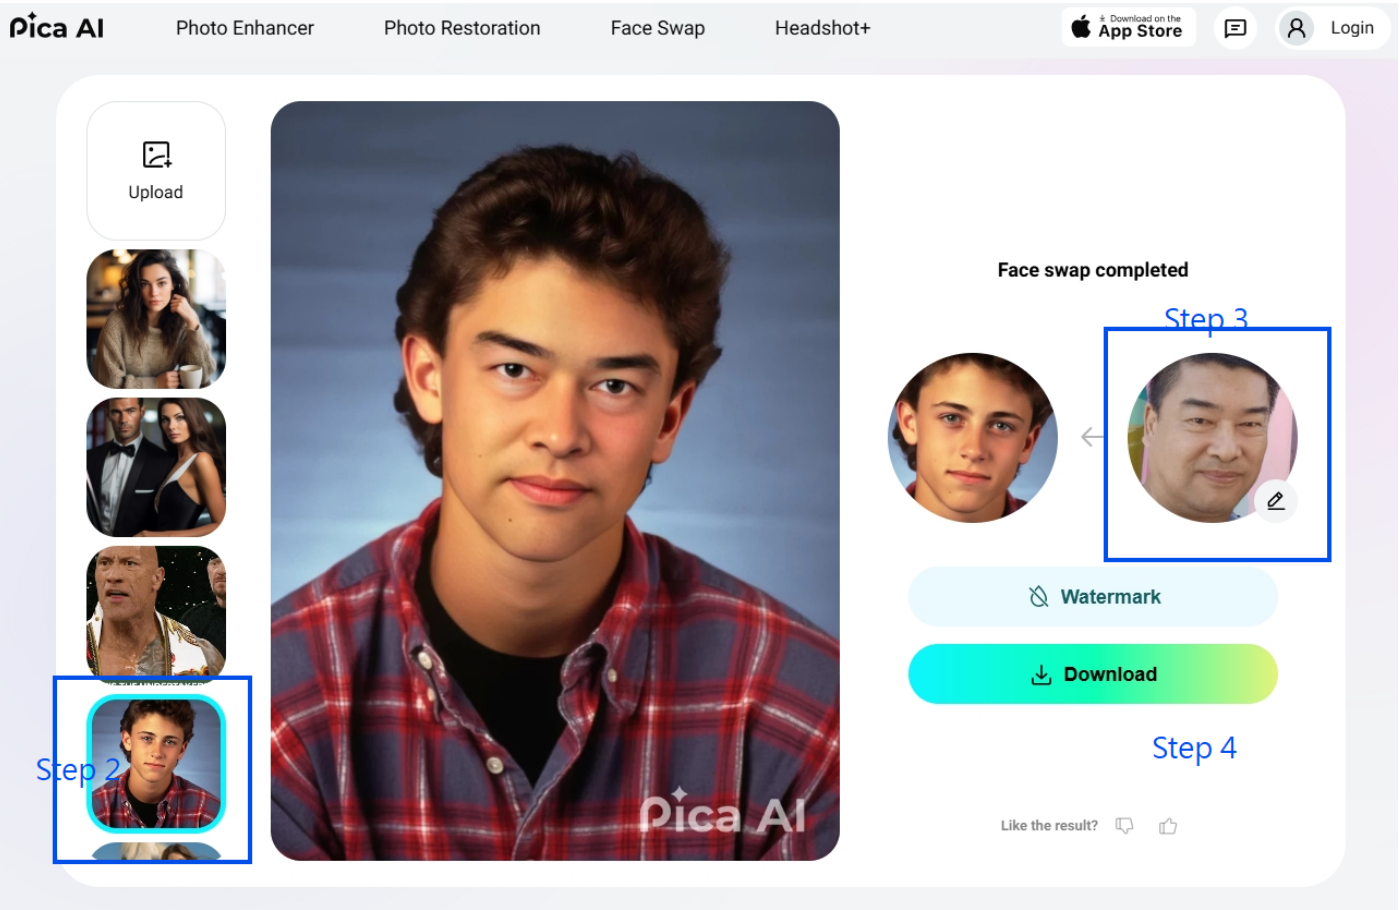 Pica AI
Photo Enhancer
Photo Restoration
Face Swap
Headshot+
Download on the
App Store
Login
Upload
Face swap completed
Step 3
Watermark
Download
Step 2
Step 4
Pica AI
Like the result?